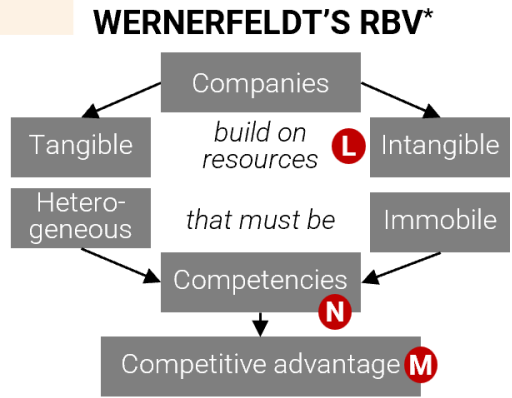 WERNERFELDT’S RBV*
Companies
Tangible
build on
resources
L
Intangible
Hetero-
geneous
that must be
Immobile
Competencies
N
Competitive advantage
M